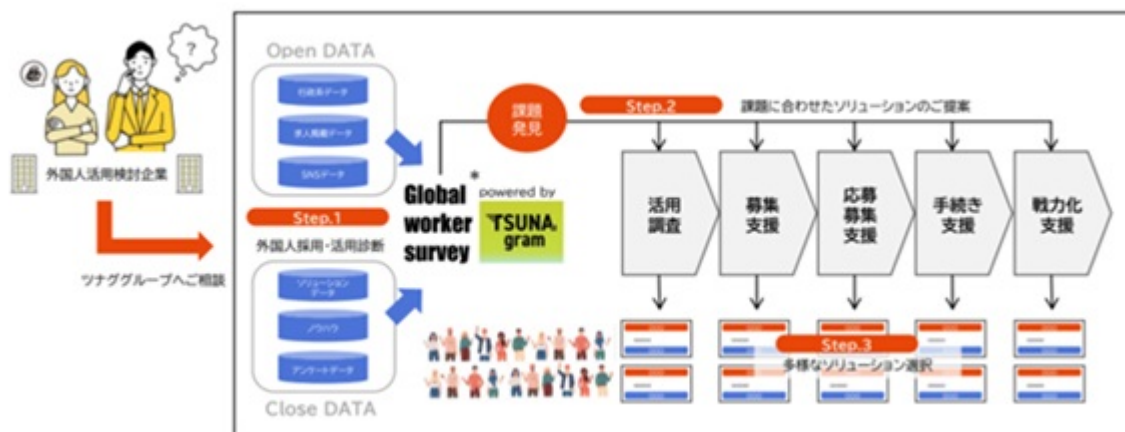 ?
外国人活用検討企業
ツナググループへご相談
Open DATA
行政系データ
求人掲載データ
SNSデータ
Step.1
外国人採用・活用診断
ソリューション
データ
ノウハウ
アンケートデータ
Close DATA
Global
worker
survey
*
powered by
TSUNA
gram
課題
発見
Step.2
課題に合わせたソリューションのご提案
活用
調査
募集
支援
応募
募集
支援
手続き
支援
戦力化
支援
Step.3
多様なソリューション選択